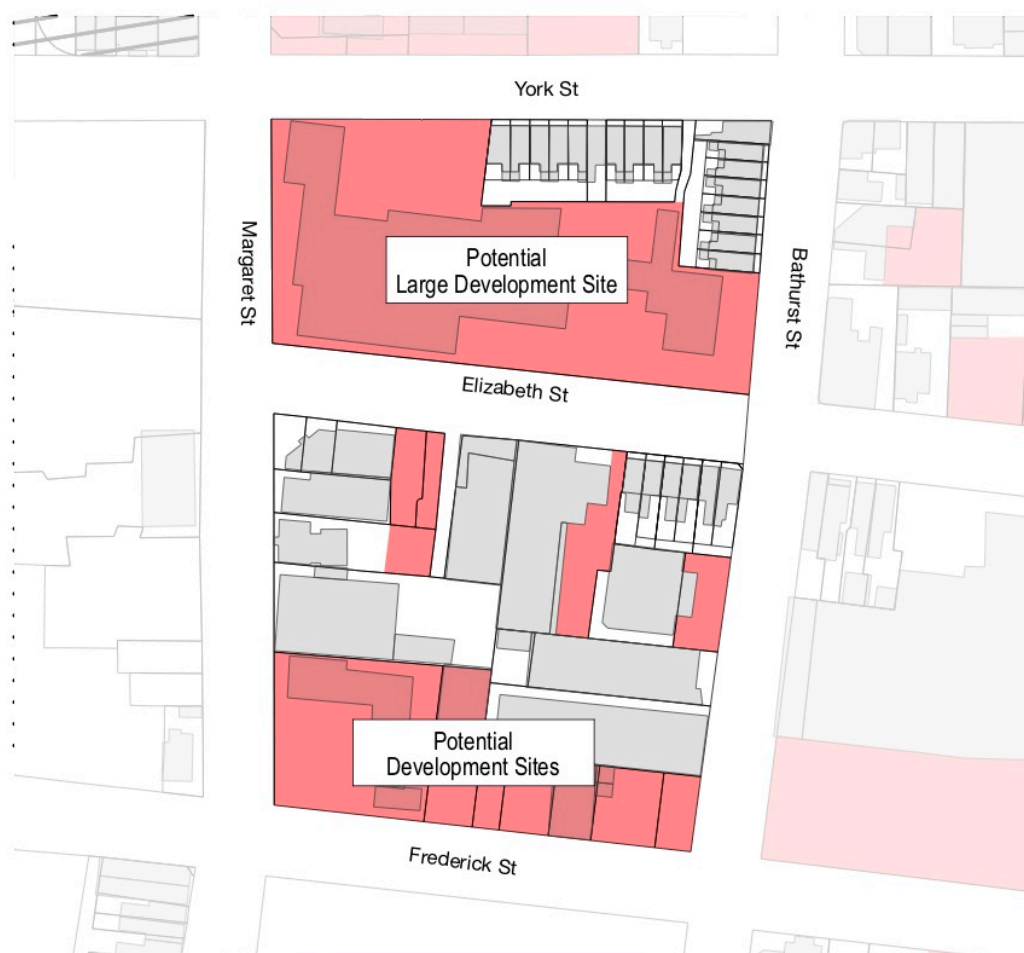 York St
Margaret St
Potential
Large Development Site
Bathurst St
Elizabeth St
Potential
Development Sites
Frederick St